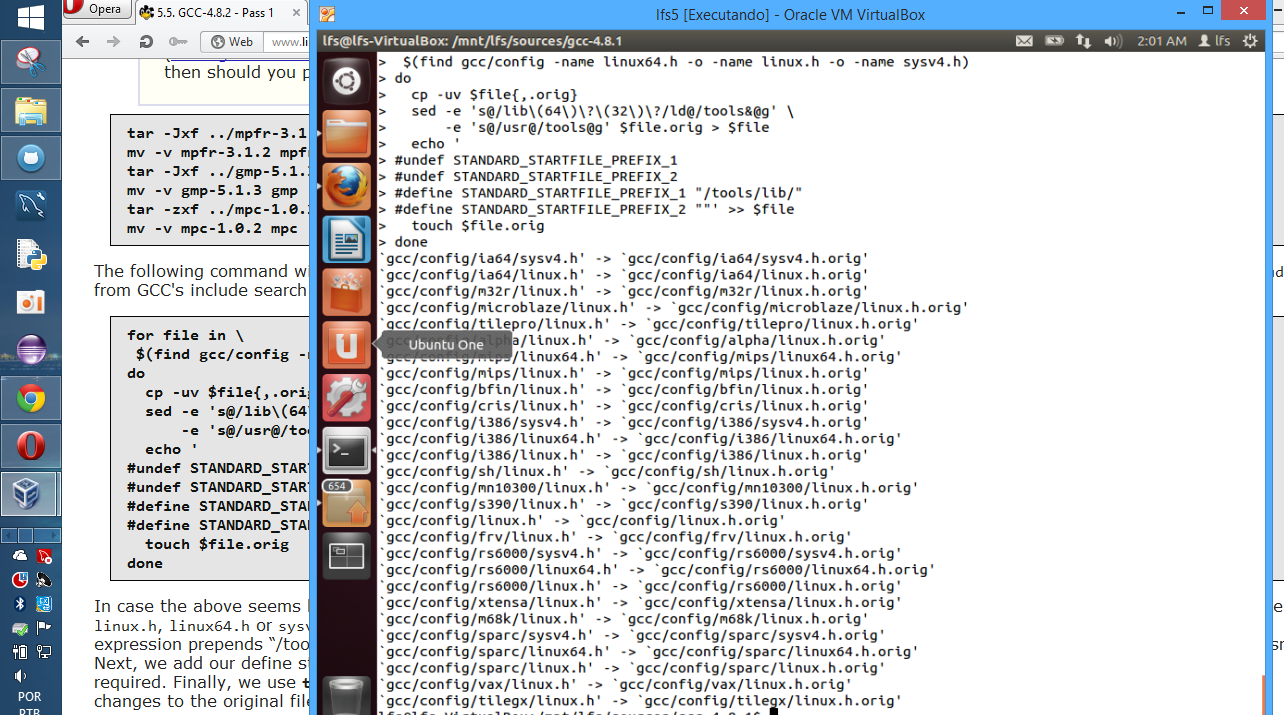 Opera
5.5. GCC-4.8.2 - Pass 1
Web
www.li
then should you p
tar -Jxf ../mpfr-3.1
mv -v mpfr-3.1.2 mpf
tar -Jxf ../gmp-5.1.
mv -v gmp-5.1.3 gmp
tar -zxf ../mpc-1.0.
mv -v mpc-1.0.2 mpc
The following command wi
from GCC's include search
for file in \
$(find gcc/config -n
do
cp -uv $file{,.orig
sed -e 's@/lib\(64\
-e 's@/usr@/too
echo '
#undef STANDARD_START
#undef STANDARD_START
#define STANDARD_STA
#define STANDARD_STA
touch $file.orig
done
In case the above seems
linux.h, linux64.h or sysv
expression prepends “/too
Next, we add our define st
required. Finally, we use t
changes to the original file
POR
PTB
lfs5 [Executando] - Oracle VM VirtualBox
lfs@lfs-VirtualBox: /mnt/lfs/sources/gcc-4.8.1
2:01 AM
lfs
654
Ubuntu One
> $(find gcc/config -name linux64.h -o -name linux.h -o -name sysv4.h)
> do
> cp -uv $file{,.orig}
> sed -e 's@/lib\(64\)\?\(32\)\?/ld@/tools&@g' \
> -e 's@/usr@/tools@g' $file.orig > $file
> echo '
> #undef STANDARD_STARTFILE_PREFIX_1
> #undef STANDARD_STARTFILE_PREFIX_2
> #define STANDARD_STARTFILE_PREFIX_1 "/tools/lib/"
> #define STANDARD_STARTFILE_PREFIX_2 ""' >> $file
> touch $file.orig
> done
`gcc/config/ia64/sysv4.h' -> `gcc/config/ia64/sysv4.h.orig'
`gcc/config/ia64/linux.h' -> `gcc/config/ia64/linux.h.orig'
`gcc/config/m32r/linux.h' -> `gcc/config/m32r/linux.h.orig'
`gcc/config/microblaze/linux.h' -> `gcc/config/microblaze/linux.h.orig'
`gcc/config/tilepro/linux.h' -> `gcc/config/tilepro/linux.h.orig'
`gcc/config/alpha/linux.h' -> `gcc/config/alpha/linux.h.orig'
`gcc/config/mips/linux64.h' -> `gcc/config/mips/linux64.h.orig'
`gcc/config/mips/linux.h' -> `gcc/config/mips/linux.h.orig'
`gcc/config/bfin/linux.h' -> `gcc/config/bfin/linux.h.orig'
`gcc/config/cris/linux.h' -> `gcc/config/cris/linux.h.orig'
`gcc/config/i386/sysv4.h' -> `gcc/config/i386/sysv4.h.orig'
`gcc/config/i386/linux64.h' -> `gcc/config/i386/linux64.h.orig'
`gcc/config/i386/linux.h' -> `gcc/config/i386/linux.h.orig'
`gcc/config/sh/linux.h' -> `gcc/config/sh/linux.h.orig'
`gcc/config/mn10300/linux.h' -> `gcc/config/mn10300/linux.h.orig'
`gcc/config/s390/linux.h' -> `gcc/config/s390/linux.h.orig'
`gcc/config/linux.h' -> `gcc/config/linux.h.orig'
`gcc/config/frv/linux.h' -> `gcc/config/frv/linux.h.orig'
`gcc/config/rs6000/sysv4.h' -> `gcc/config/rs6000/sysv4.h.orig'
`gcc/config/rs6000/linux64.h' -> `gcc/config/rs6000/linux64.h.orig'
`gcc/config/rs6000/linux.h' -> `gcc/config/rs6000/linux.h.orig'
`gcc/config/xtensa/linux.h' -> `gcc/config/xtensa/linux.h.orig'
`gcc/config/m68k/linux.h' -> `gcc/config/m68k/linux.h.orig'
`gcc/config/sparc/sysv4.h' -> `gcc/config/sparc/sysv4.h.orig'
`gcc/config/sparc/linux64.h' -> `gcc/config/sparc/linux64.h.orig'
`gcc/config/sparc/linux.h' -> `gcc/config/sparc/linux.h.orig'
`gcc/config/vax/linux.h' -> `gcc/config/vax/linux.h.orig'
`gcc/config/tilegx/linux.h' -> `gcc/config/tilegx/linux.h.orig'
lfs@lfs-VirtualBox:/mnt/lfs/sources/gcc-4.8.1$